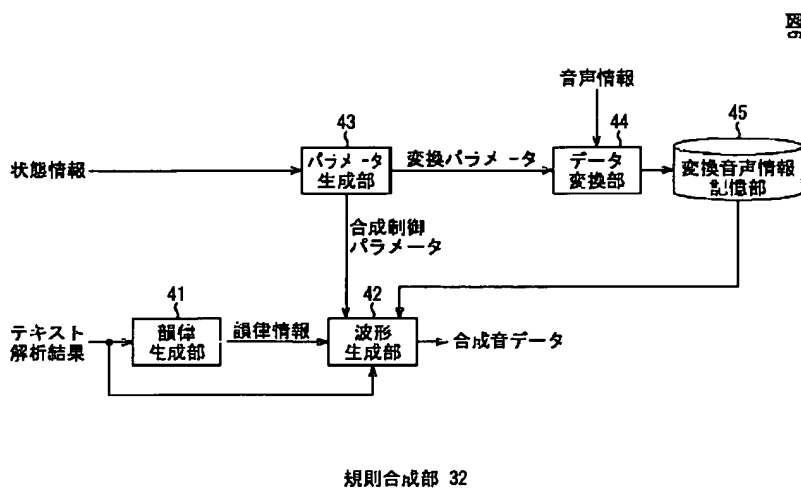 図6
音声情報
43
44
45
状態情報
パラメータ
生成部
変換パラメータ
データ
変換部
変換音声情報
記憶部
合成制御
パラメータ
41
42
テキスト
解析結果
韻律
生成部
韻律情報
波形
生成部
合成音データ
規則合成部 32